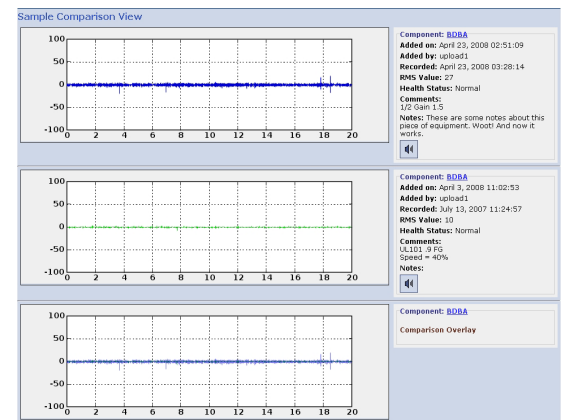 Sample Comparison View
100
50
0
-50
-100
0 2 4 6 8 10 12 14 16 18 20
Component: BDBA
Added on: April 23, 2008 02:51:09
Added by: upload1
Recorded: April 23, 2008 03:28:14
RMS Value: 27
Health Status: Normal
Comments:
1/2 Gain 1.5
Notes: These are some notes about this
piece of equipment. Woot! And now it
works.
100
50
0
-50
-100
0 2 4 6 8 10 12 14 16 18 20
Component: BDBA
Added on: April 3, 2008 11:02:53
Added by: upload1
Recorded: July 13, 2007 11:24:57
RMS Value: 10
Health Status: Normal
Comments:
UL101 .9 FG
Speed = 40%
Notes:
100
50
0
-50
-100
0 2 4 6 8 10 12 14 16 18 20
Component: BDBA
Comparison Overlay